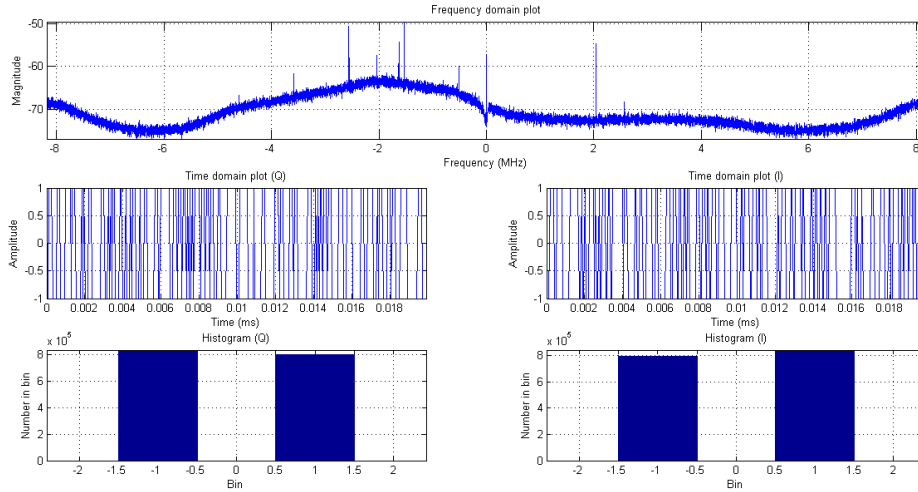 Frequency domain plot
Magnitude
-50
-60
-70
-8 -6 -4 -2 0 2 4 6 8
Frequency (MHz)
Time domain plot (Q)
Amplitude
1
0.5
0
-0.5
-1
0 0.002 0.004 0.006 0.008 0.01 0.012 0.014 0.016 0.018
Time (ms)
Time domain plot (I)
Amplitude
1
0.5
0
-0.5
-1
0 0.002 0.004 0.006 0.008 0.01 0.012 0.014 0.016 0.018
Time (ms)
x 10^5
Histogram (Q)
Number in bin
8
6
4
2
0
-2 -1.5 -1 -0.5 0 0.5 1 1.5 2
Bin
x 10^5
Histogram (I)
Number in bin
8
6
4
2
0
-2 -1.5 -1 -0.5 0 0.5 1 1.5 2
Bin